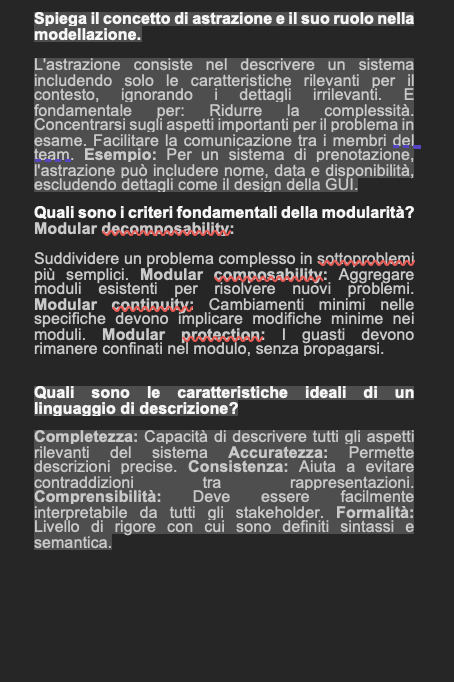 Spiega il concetto di astrazione e il suo ruolo nella
modellazione.
L'astrazione consiste nel descrivere un sistema
includendo solo le caratteristiche rilevanti per il
contesto, ignorando i dettagli irrilevanti. È
fondamentale per: Ridurre la complessità.
Concentrarsi sugli aspetti importanti per il problema in
esame. Facilitare la comunicazione tra i membri del
team. Esempio: Per un sistema di prenotazione,
l'astrazione può includere nome, data e disponibilità,
escludendo dettagli come il design della GUI.
Quali sono i criteri fondamentali della modularità?
Modular decomposability:
Suddividere un problema complesso in sottoproblemi
più semplici. Modular composability: Aggregare
moduli esistenti per risolvere nuovi problemi.
Modular continuity: Cambiamenti minimi nelle
specifiche devono implicare modifiche minime nei
moduli. Modular protection: I guasti devono
rimanere confinati nel modulo, senza propagarsi.
Quali sono le caratteristiche ideali di un
linguaggio di descrizione?
Completezza: Capacità di descrivere tutti gli aspetti
rilevanti del sistema Accuratezza: Permette
descrizioni precise. Consistenza: Aiuta a evitare
contraddizioni tra rappresentazioni.
Comprensibilità: Deve essere facilmente
interpretabile da tutti gli stakeholder. Formalità:
Livello di rigore con cui sono definiti sintassi e
semantica.